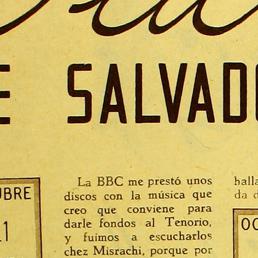 E SALVADO
La BBC me prestó unos
discos con la música que
creo que conviene para
darle fondos al Tenorio,
y fuimos a escucharlos
chez Misrachi, porque por
halla
da d
UBRE
OC